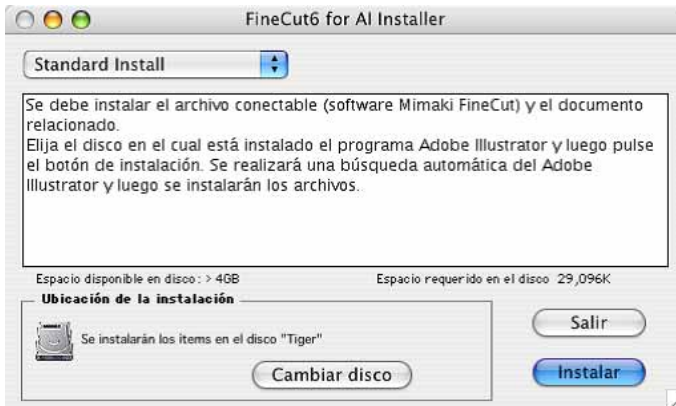 FineCut6 for AI Installer
Standard Install
Se debe instalar el archivo conectable (software Mimaki FineCut) y el documento
relacionado.
Elija el disco en el cual está instalado el programa Adobe Illustrator y luego pulse
el botón de instalación. Se realizará una búsqueda automática del Adobe
Illustrator y luego se instalarán los archivos.
Espacio disponible en disco: > 4GB Espacio requerido en el disco 29,096K
Ubicación de la instalación
Se instalarán los items en el disco "Tiger"
Salir
Cambiar disco
Instalar